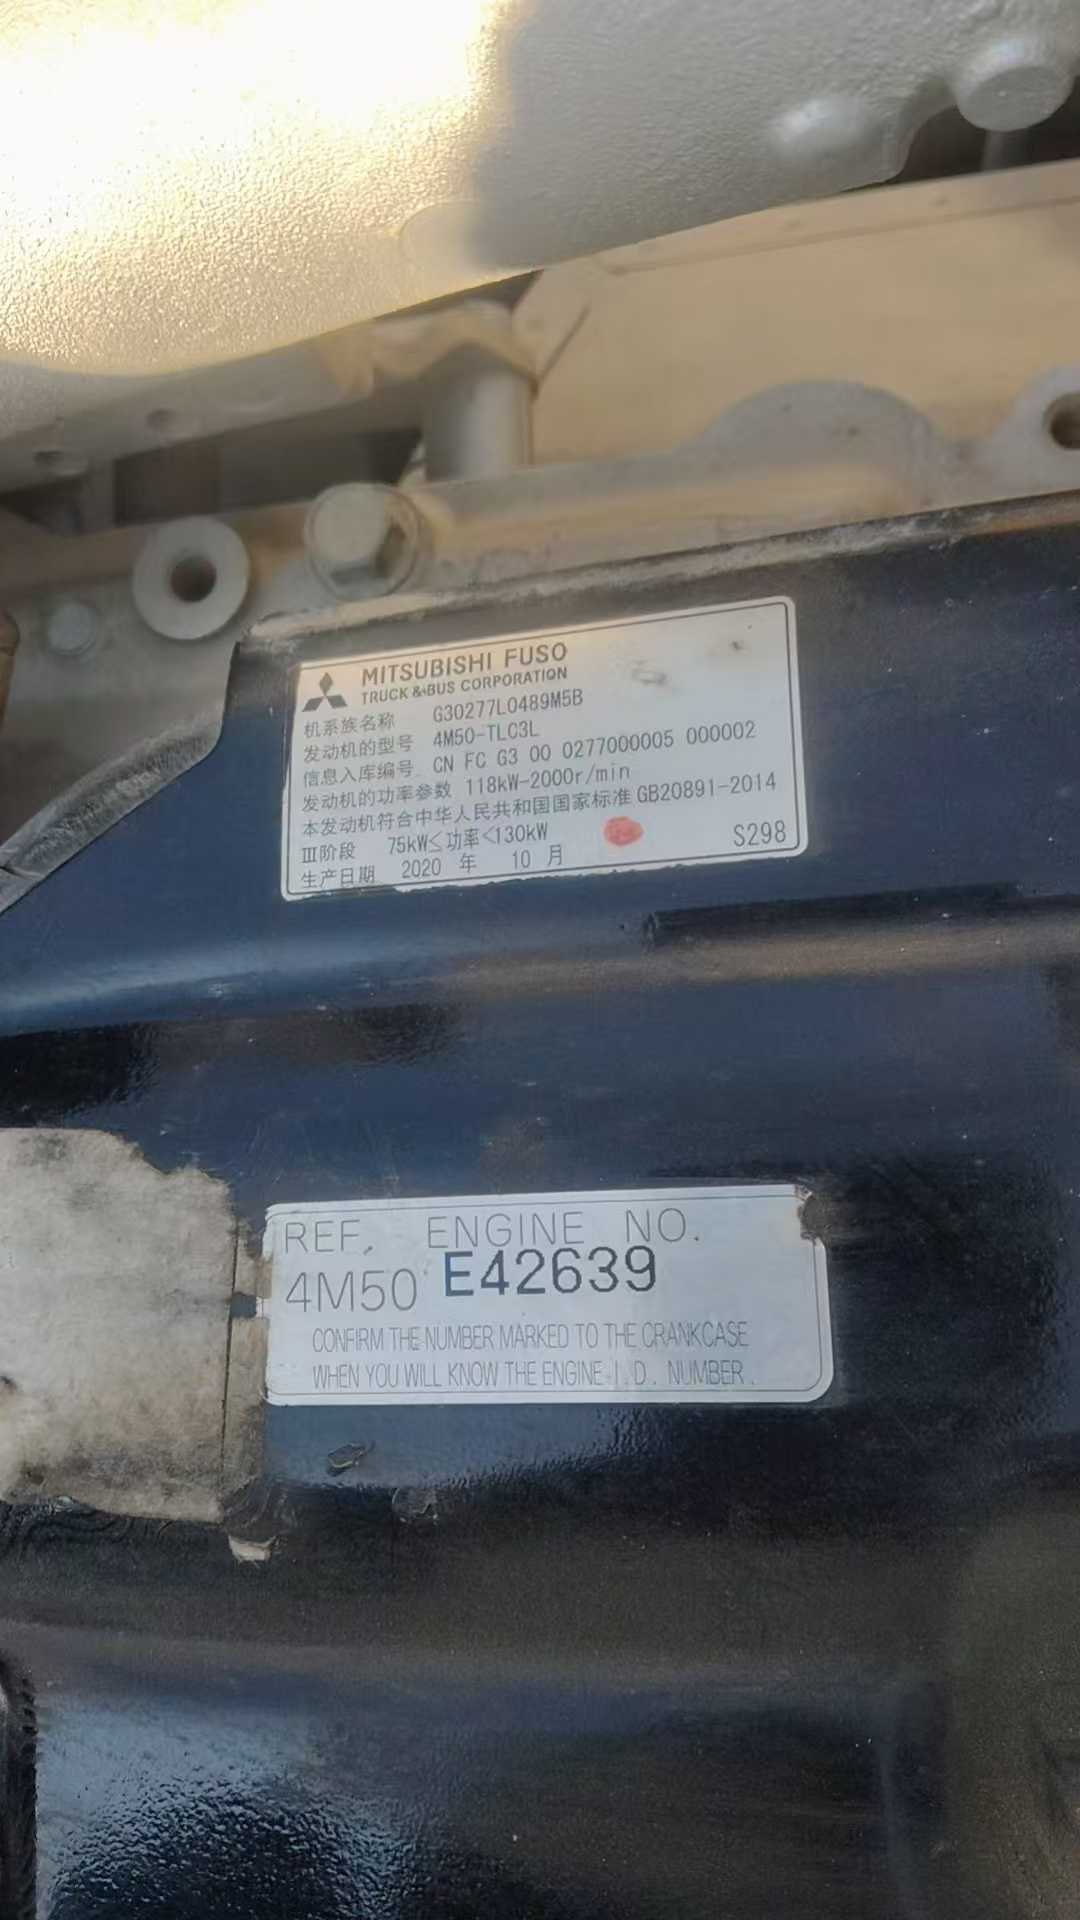 MITSUBISHI FUSO
TRUCK & BUS CORPORATION
机系族名称 G30277L0489M5B
发动机的型号 4M50-TLC3L
信息入库编号 CN FC G3 00 0277000005 000002
发动机的功率参数 118kW-2000r/min
本发动机符合中华人民共和国国家标准 GB20891-2014
Ⅲ阶段 75kW≤功率<130kW
生产日期 2020 年 10 月 S298
REF. ENGINE NO.
4M50 E42639
CONFIRM THE NUMBER MARKED TO THE CRANKCASE
WHEN YOU WILL KNOW THE ENGINE I.D. NUMBER.